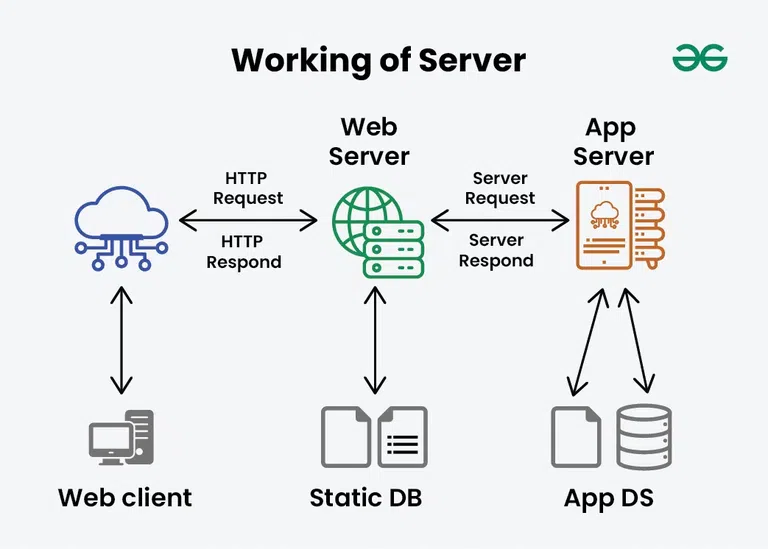 Working of Server
Web
Server
App
Server
HTTP
Request
HTTP
Respond
Server
Request
Server
Respond
Web client
Static DB
App DS